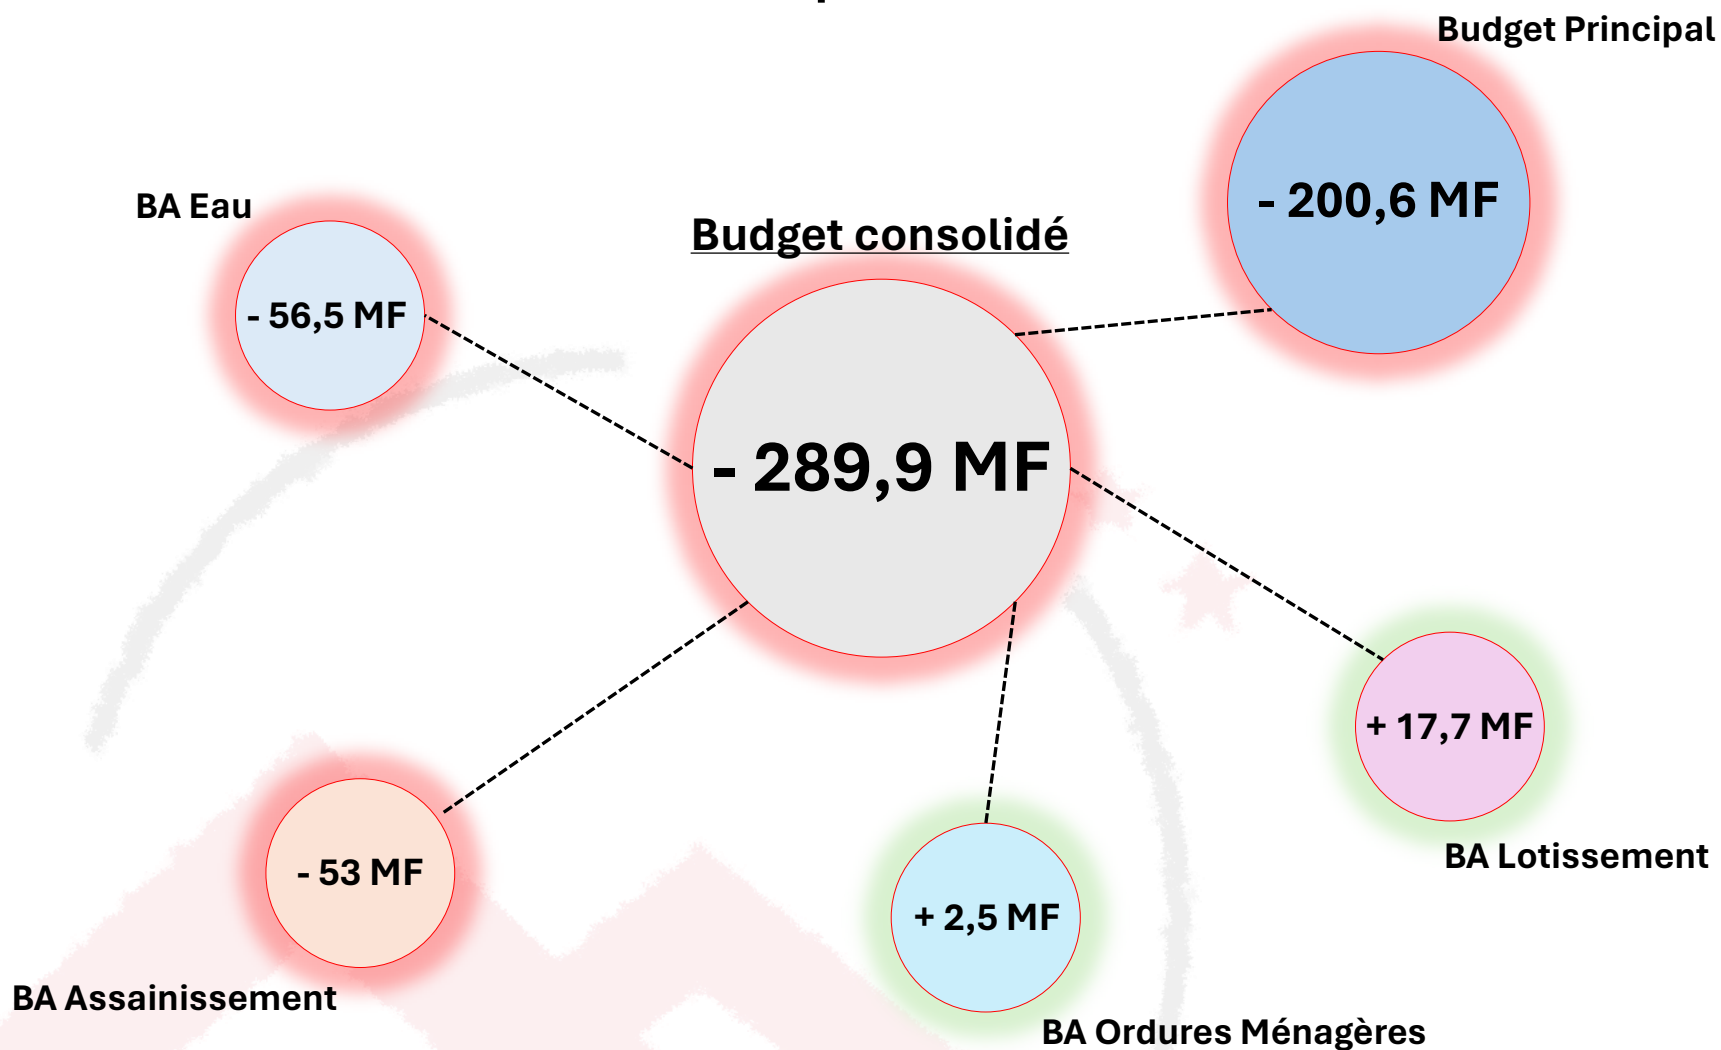 Budget Principal
- 200,6 MF
BA Eau
- 56,5 MF
Budget consolidé
- 289,9 MF
+ 17,7 MF
BA Lotissement
- 53 MF
BA Assainissement
+ 2,5 MF
BA Ordures Ménagères